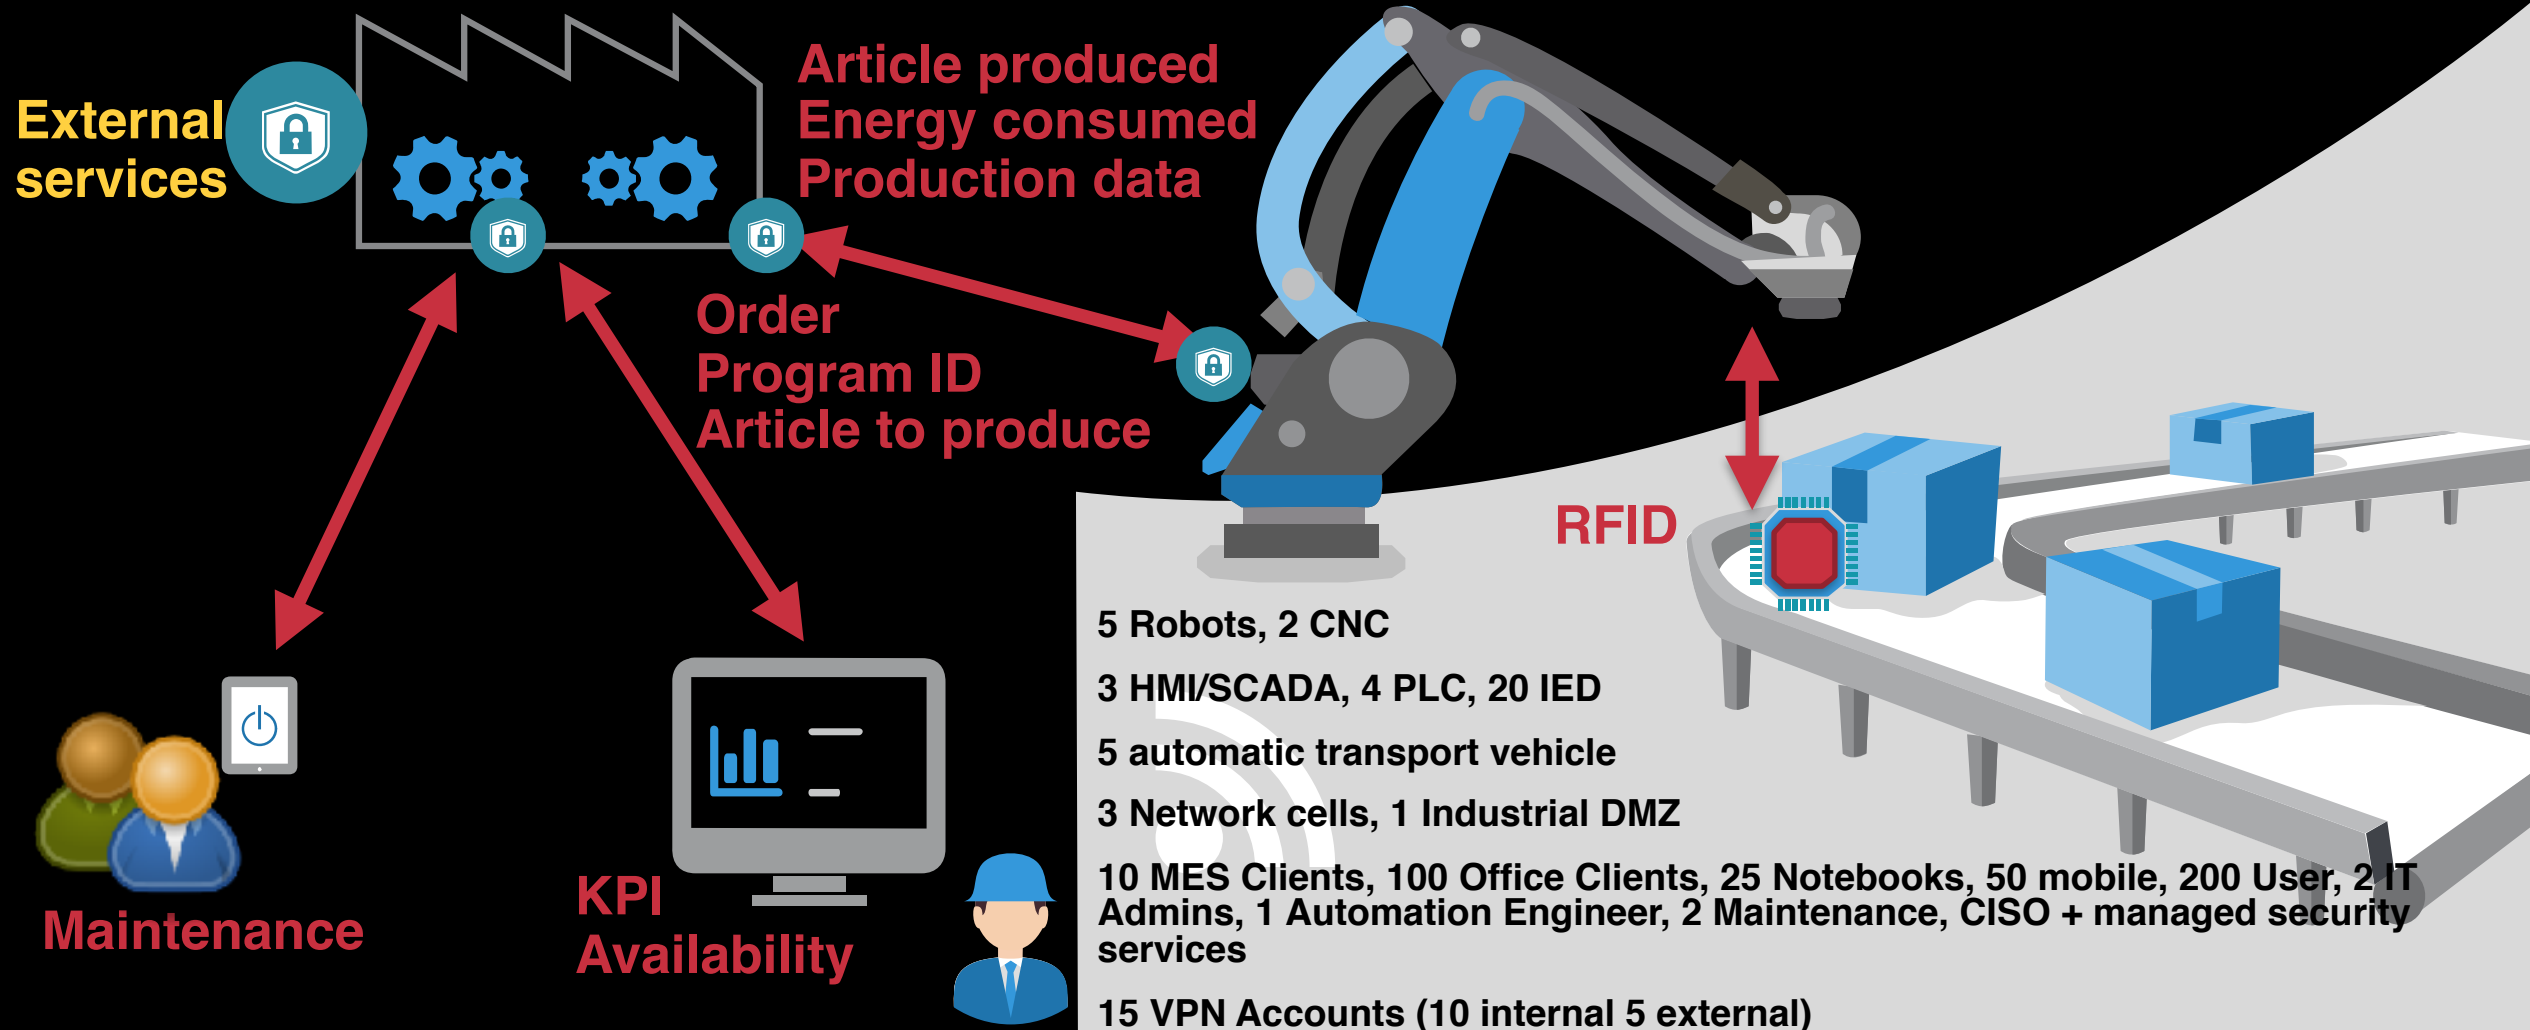 External
services
Article produced
Energy consumed
Production data
Order
Program ID
Article to produce
RFID
Maintenance
KPI
Availability
5 Robots, 2 CNC
3 HMI/SCADA, 4 PLC, 20 IED
5 automatic transport vehicle
3 Network cells, 1 Industrial DMZ
10 MES Clients, 100 Office Clients, 25 Notebooks, 50 mobile, 200 User, 2 IT
Admins, 1 Automation Engineer, 2 Maintenance, CISO + managed security
services
15 VPN Accounts (10 internal 5 external)